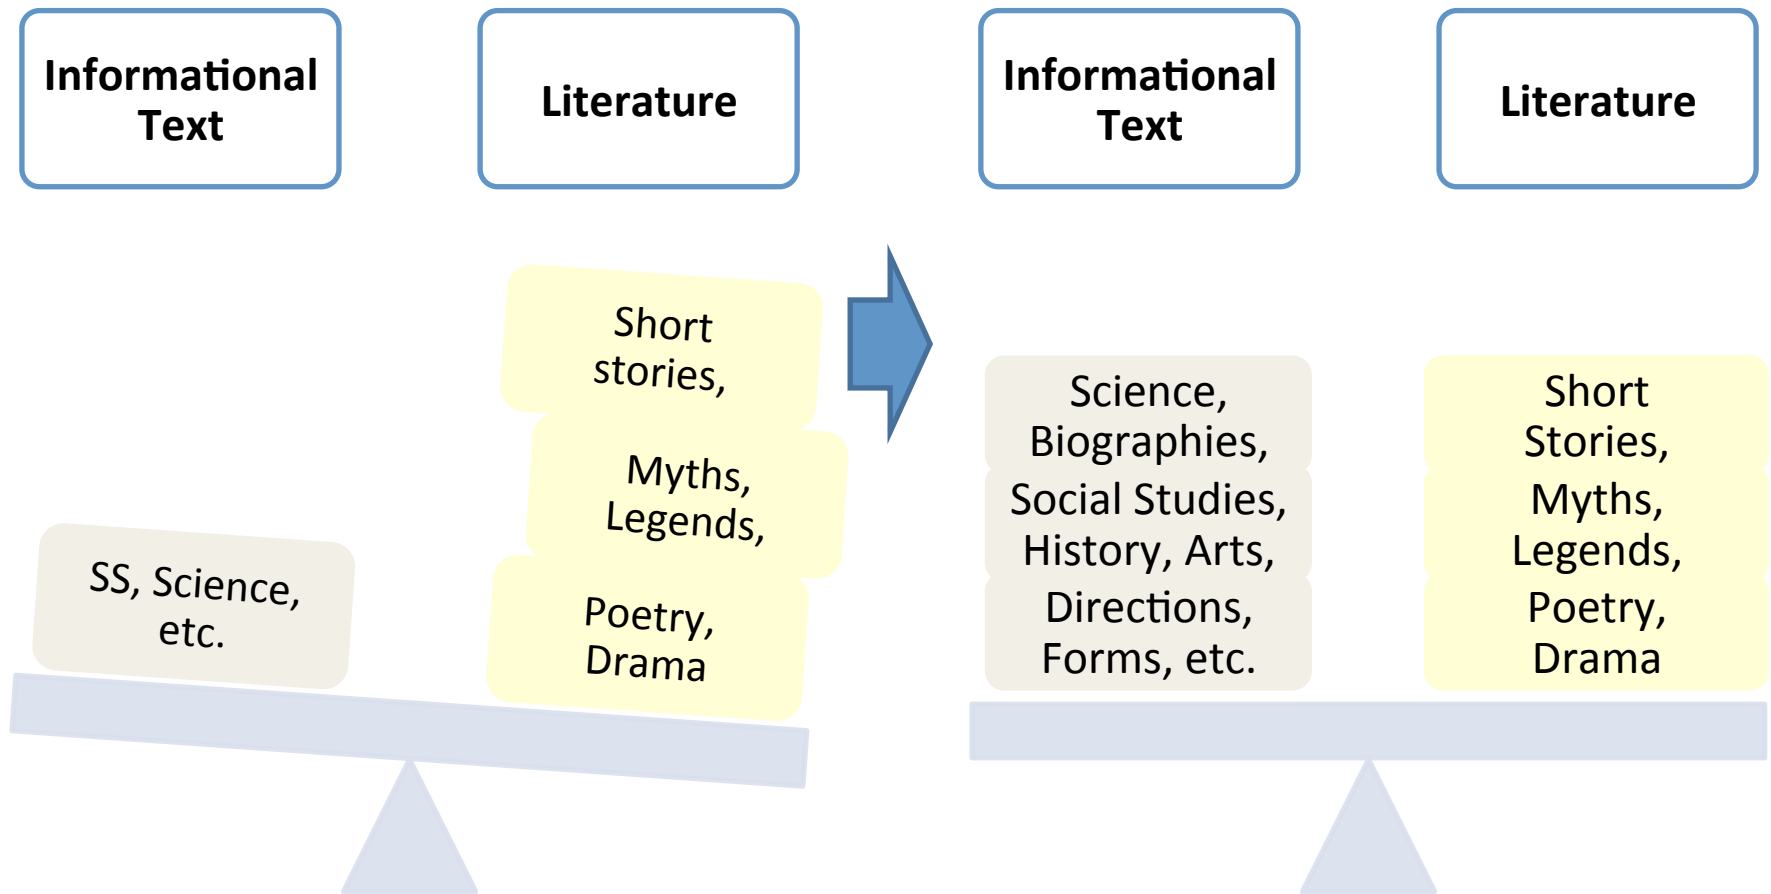 Informational
Text
Literature
SS, Science,
etc.
Short
stories,
Myths,
Legends,
Poetry,
Drama
Informational
Text
Literature
Science,
Biographies,
Social Studies,
History, Arts,
Directions,
Forms, etc.
Short
Stories,
Myths,
Legends,
Poetry,
Drama